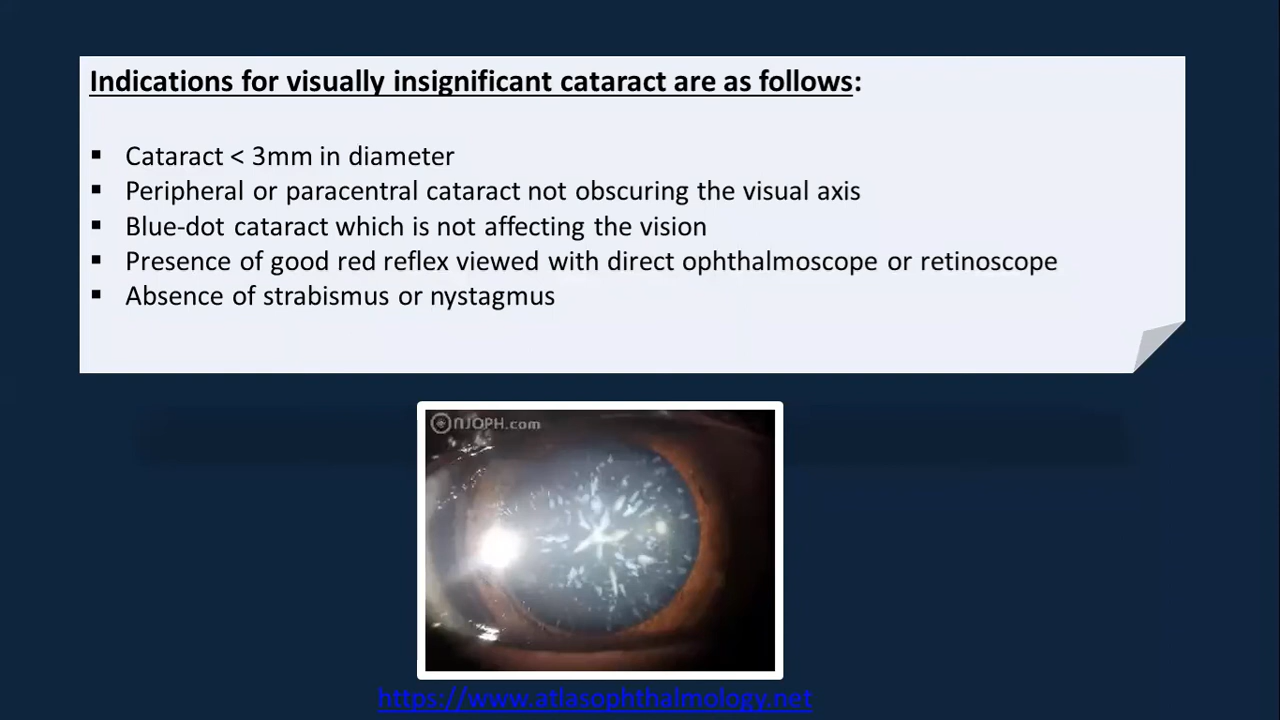 Indications for visually insignificant cataract are as follows:
▪ Cataract < 3mm in diameter
▪ Peripheral or paracentral cataract not obscuring the visual axis
▪ Blue-dot cataract which is not affecting the vision
▪ Presence of good red reflex viewed with direct ophthalmoscope or retinoscope
▪ Absence of strabismus or nystagmus
NJOPH.com
https://www.atlasophthalmology.net